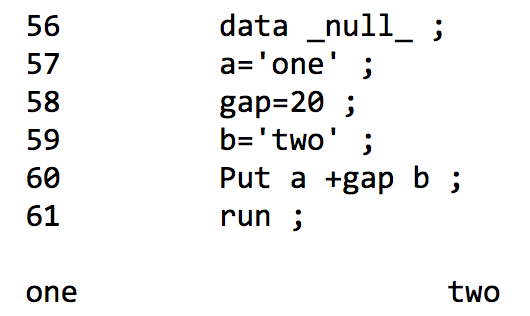 56         data _null_ ;
57         a='one' ;
58         gap=20 ;
59         b='two' ;
60         Put a +gap b ;
61         run ;
one                     two